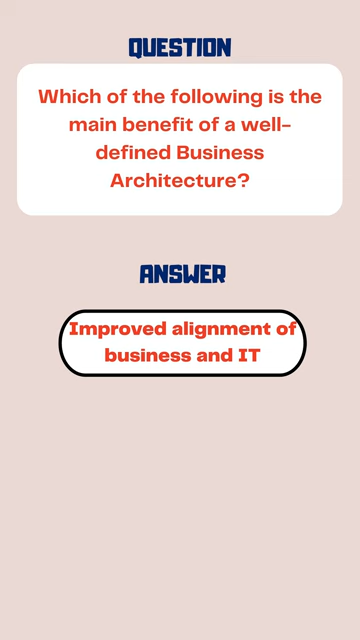 QUESTION
Which of the following is the
main benefit of a well-
defined Business
Architecture?
ANSWER
Improved alignment of
business and IT